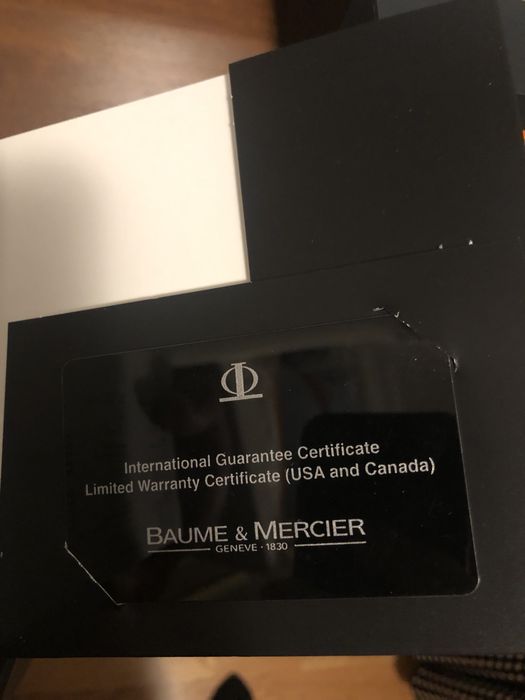 International Guarantee Certificate
Limited Warranty Certificate (USA and Canada)
BAUME & MERCIER
GENEVE · 1830